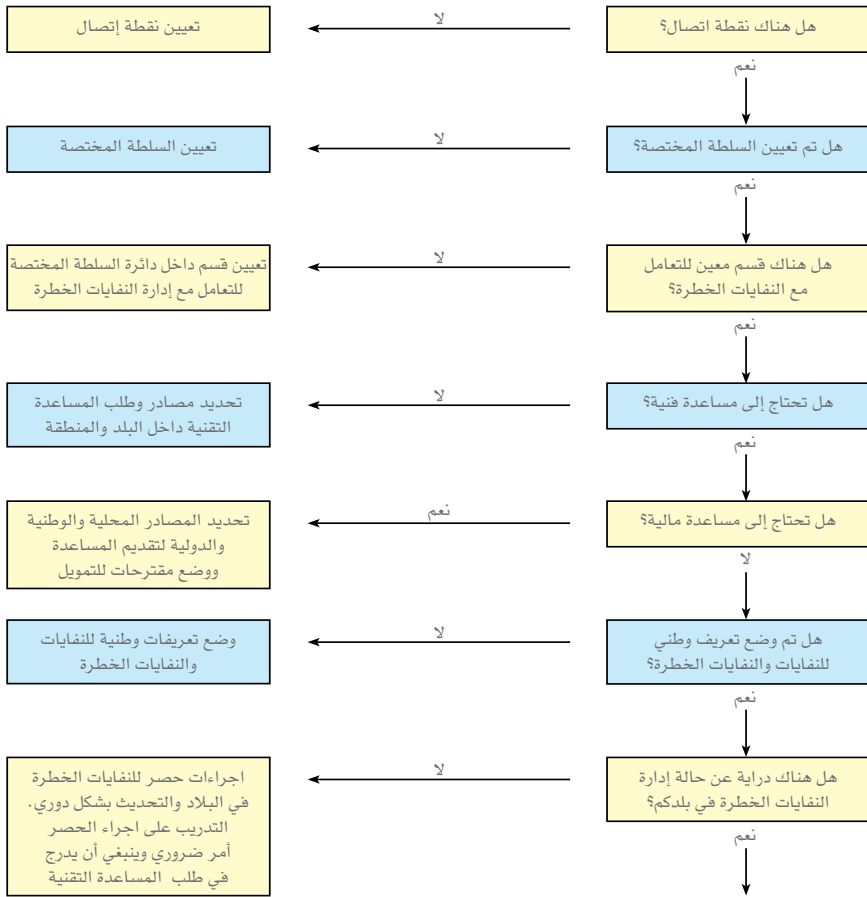 هل هناك نقطة اتصال؟
لا
تعيين نقطة إتصال
نعم
هل تم تعيين السلطة المختصة؟
لا
تعيين السلطة المختصة
نعم
هل هناك قسم معين للتعامل
مع النفايات الخطرة؟
لا
تعيين قسم داخل دائرة السلطة المختصة
للتعامل مع إدارة النفايات الخطرة
نعم
هل تحتاج إلى مساعدة فنية؟
لا
تحديد مصادر وطلب المساعدة
التقنية داخل البلد والمنطقة
نعم
هل تحتاج إلى مساعدة مالية؟
نعم
تحديد المصادر المحلية والوطنية
والدولية لتقديم المساعدة
ووضع مقترحات للتمويل
لا
هل تم وضع تعريف وطني
للنفايات والنفايات الخطرة؟
لا
وضع تعريفات وطنية للنفايات
والنفايات الخطرة
نعم
هل هناك دراية عن حالة إدارة
النفايات الخطرة في بلدكم؟
لا
اجراءات حصر للنفايات الخطرة
في البلاد والتحديث بشكل دوري.
التدريب على اجراء الحصر
أمر ضروري وينبغي أن يدرج
في طلب المساعدة التقنية
نعم